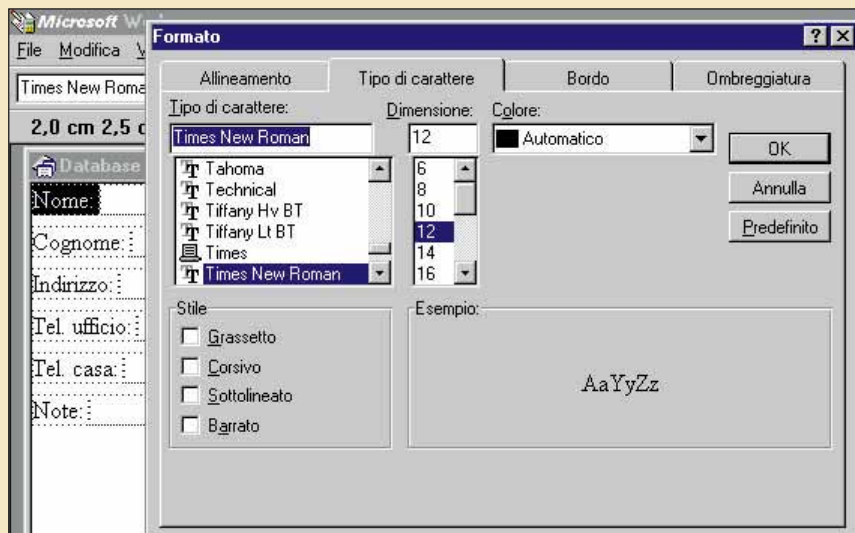 Microsoft
File Modifica
Times New Roma
2,0 cm 2,5 c
Database
Nome:
Cognome:
Indirizzo:
Tel. ufficio:
Tel. casa:
Note:
Formato
Allineamento Tipo di carattere Bordo Ombreggiatura
Tipo di carattere: Dimensione: Colore:
Times New Roman 12 Automatico
Tahoma
Technical
Tiffany Hv BT
Tiffany Lt BT
Times
Times New Roman
6
8
10
12
14
16
OK
Annulla
Predefinito
Stile
Grassetto
Corsivo
Sottolineato
Barrato
Esempio:
AaYyZz